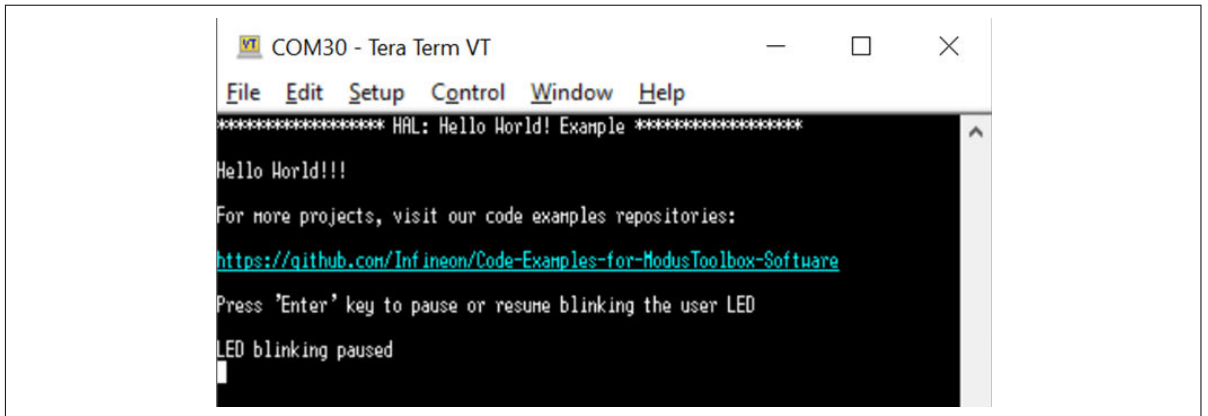 VT
COM30 - Tera Term VT
File Edit Setup Control Window Help
****************** HAL: Hello World! Example ******************
Hello World!!!
For more projects, visit our code examples repositories:
https://github.com/Infineon/Code-Examples-for-ModusToolbox-Software
Press 'Enter' key to pause or resume blinking the user LED
LED blinking paused